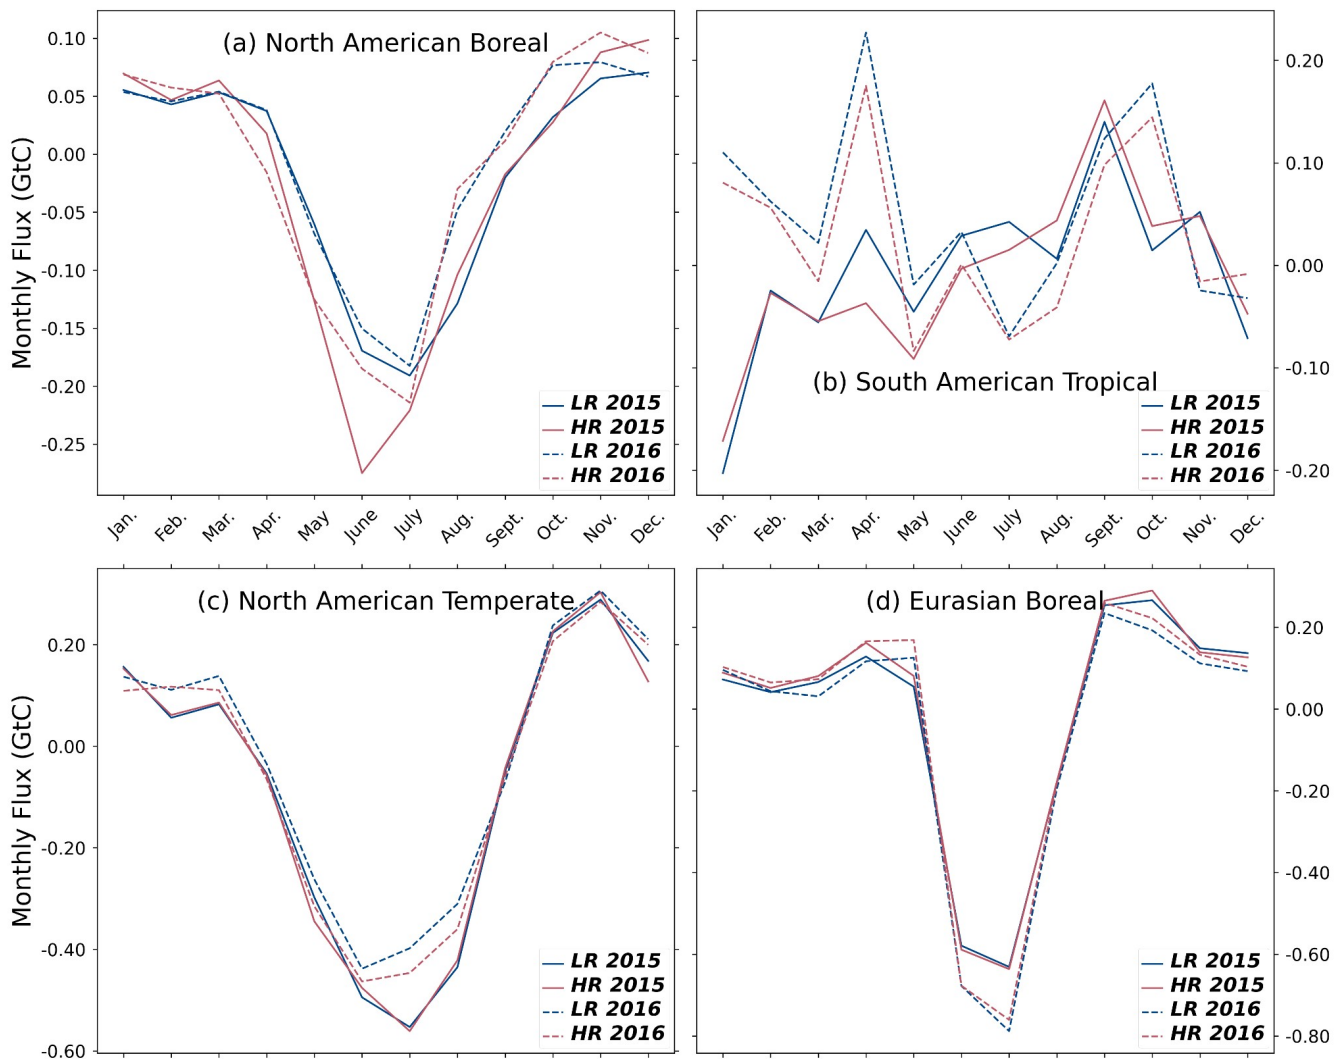 (a) North American Boreal
Monthly Flux (GtC)
0.10
0.05
0.00
-0.05
-0.10
-0.15
-0.20
-0.25
LR 2015
HR 2015
LR 2016
HR 2016
Jan. Feb. Mar. Apr. May June July Aug. Sept. Oct. Nov. Dec.
(b) South American Tropical
0.20
0.10
0.00
-0.10
-0.20
LR 2015
HR 2015
LR 2016
HR 2016
Jan. Feb. Mar. Apr. May June July Aug. Sept. Oct. Nov. Dec.
(c) North American Temperate
Monthly Flux (GtC)
0.20
0.00
-0.20
-0.40
-0.60
LR 2015
HR 2015
LR 2016
HR 2016
(d) Eurasian Boreal
0.20
0.00
-0.20
-0.40
-0.60
-0.80
LR 2015
HR 2015
LR 2016
HR 2016